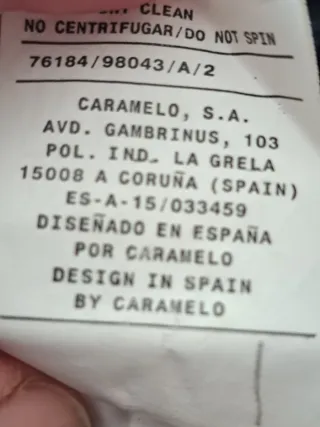 CLEAN
NO CENTRIFUGAR/DO NOT SPIN
76184/98043/A/2
CARAMELO, S.A.
AVD. GAMBRINUS, 103
POL. IND. LA GRELA
15008 A CORUÑA (SPAIN)
ES-A-15/033459
DISEÑADO EN ESPAÑA
POR CARAMELO
DESIGN IN SPAIN
BY CARAMELO